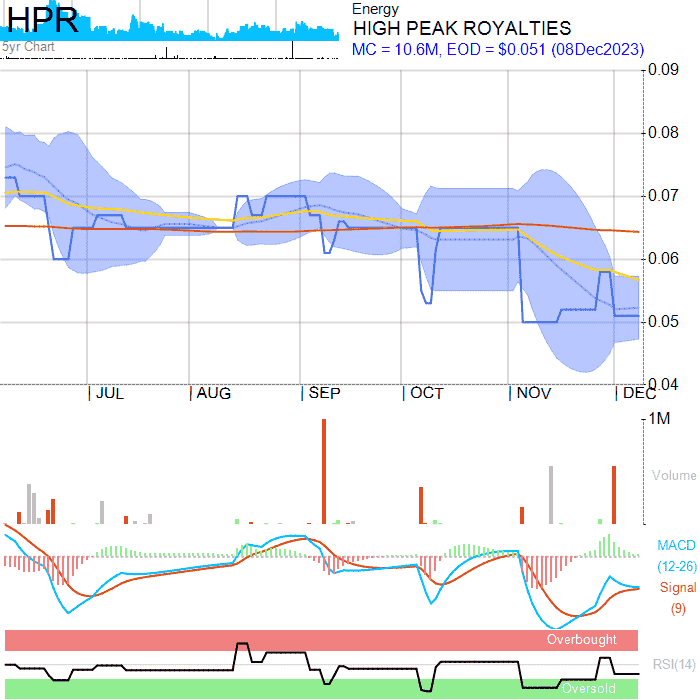 HPR
Energy
HIGH PEAK ROYALTIES
5yr Chart
MC = 10.6M, EOD = $0.051 (08Dec2023)
0.09
0.08
0.07
0.06
0.05
0.04
JUL AUG SEP OCT NOV DEC
1M
Volume
MACD
(12-26)
Signal
(9)
Overbought
RSI(14)
Oversold